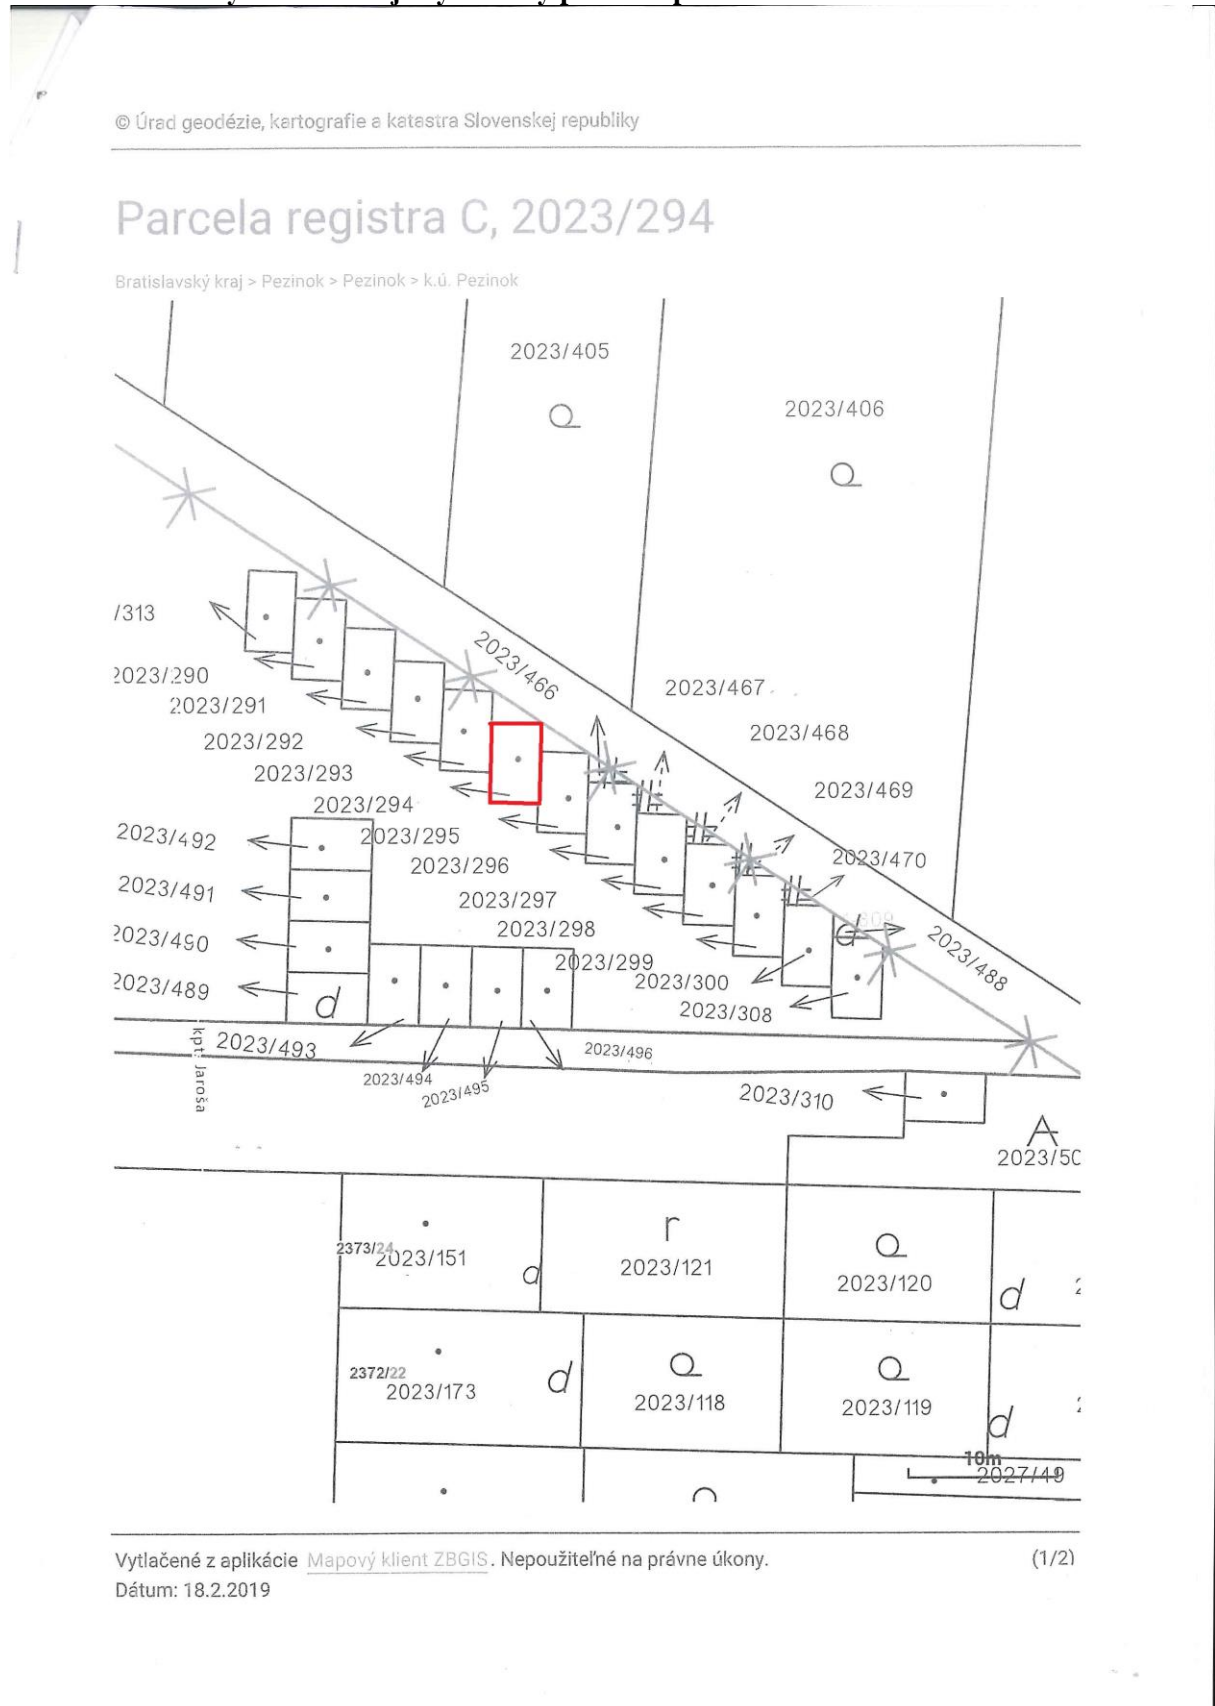 © Úrad geodézie, kartografie a katastra Slovenskej republiky
Parcela registra C, 2023/294
Bratislavský kraj > Pezinok > Pezinok > k.ú. Pezinok
2023/405
2023/406
/313
2023/466
2023/290
2023/467
2023/291
2023/468
2023/292
2023/293
2023/469
2023/294
2023/492
2023/295
2023/470
2023/296
2023/491
2023/297
2023/298
2023/490
2023/299
2023/488
2023/300
2023/489
d
d
2023/308
kpt. Jaroša
2023/493
2023/496
2023/494
2023/495
2023/310
A
2023/50
r
2373/24
2023/151
d
2023/121
Q
2023/120
d
2372/22
2023/173
d
2023/118
2023/119
d
10m
2027/49
Vytlačené z aplikácie Mapový klient ZBGIS. Nepoužiteľné na právne úkony.
(1/2)
Dátum: 18.2.2019